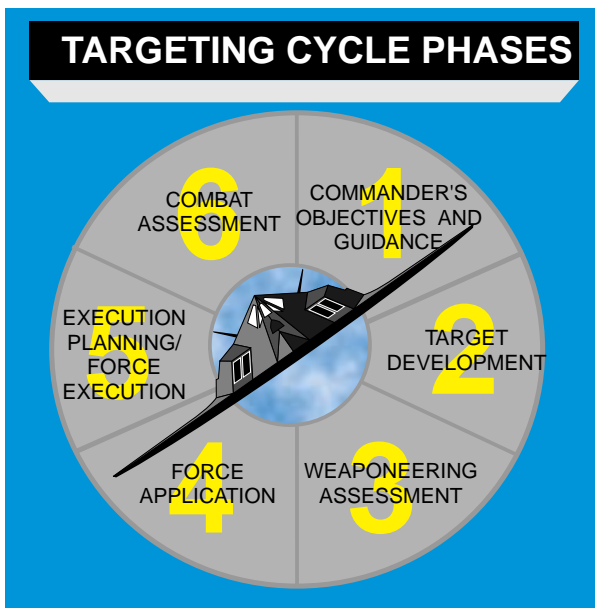 TARGETING CYCLE PHASES
1
COMMANDER'S
OBJECTIVES AND
GUIDANCE
2
TARGET
DEVELOPMENT
3
WEAPONEERING
ASSESSMENT
4
FORCE
APPLICATION
5
EXECUTION
PLANNING/
FORCE
EXECUTION
6
COMBAT
ASSESSMENT